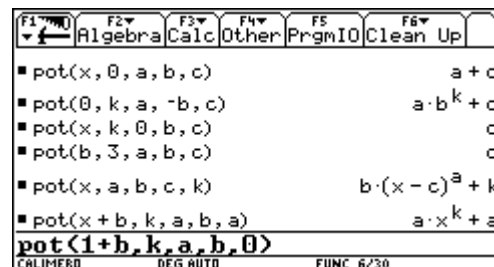 F1 F2 F3 F4 F5 F6
Algebra Calc Other PrgmIO Clean Up
▪ pot(x,0,a,b,c) a + c
▪ pot(0,k,a,⁻b,c) a·b^k + c
▪ pot(x,k,0,b,c) c
▪ pot(b,3,a,b,c) c
▪ pot(x,a,b,c,k) b·(x - c)^a + k
▪ pot(x + b,k,a,b,a) a·x^k + a
pot(1+b,k,a,b,0)
CALIMERO DEG AUTO FUNC 6/30